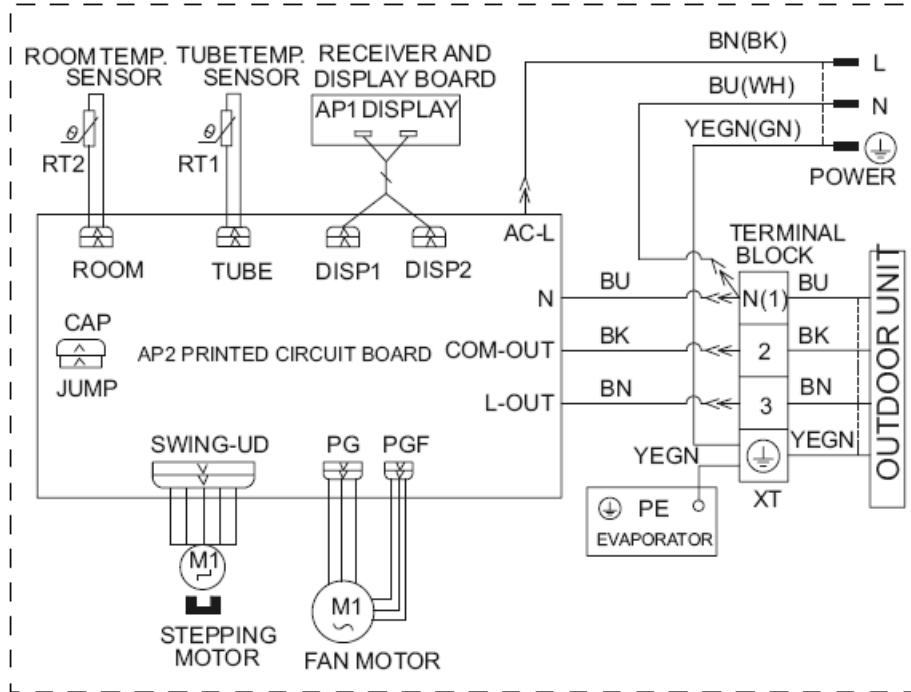 ROOM TEMP.
SENSOR
TUBE TEMP.
SENSOR
RECEIVER AND
DISPLAY BOARD
AP1 DISPLAY
θ
RT2
θ
RT1
BN(BK)
L
BU(WH)
N
YEGN(GN)
POWER
ROOM
TUBE
DISP1
DISP2
AC-L
TERMINAL
BLOCK
N
BU
N(1)
BU
CAP
JUMP
AP2 PRINTED CIRCUIT BOARD
COM-OUT
BK
2
BK
L-OUT
BN
3
BN
OUTDOOR UNIT
SWING-UD
PG
PGF
YEGN
YEGN
XT
PE
EVAPORATOR
M1
STEPPING
MOTOR
M1
FAN MOTOR